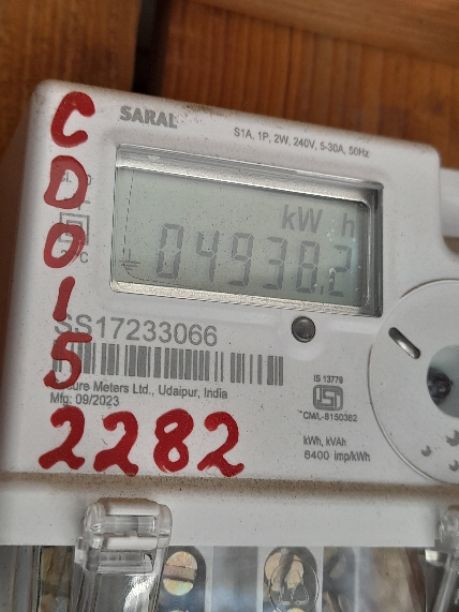 SARAL
S1A, 1P, 2W, 240V, 5-30A, 50Hz
kW h
04938.2
C
D
0
1
5
2282
SS17233066
ure Meters Ltd., Udaipur, India
Mfg: 09/2023
IS 13779
CM/L-8150362
kWh, kVAh
6400 imp/kWh